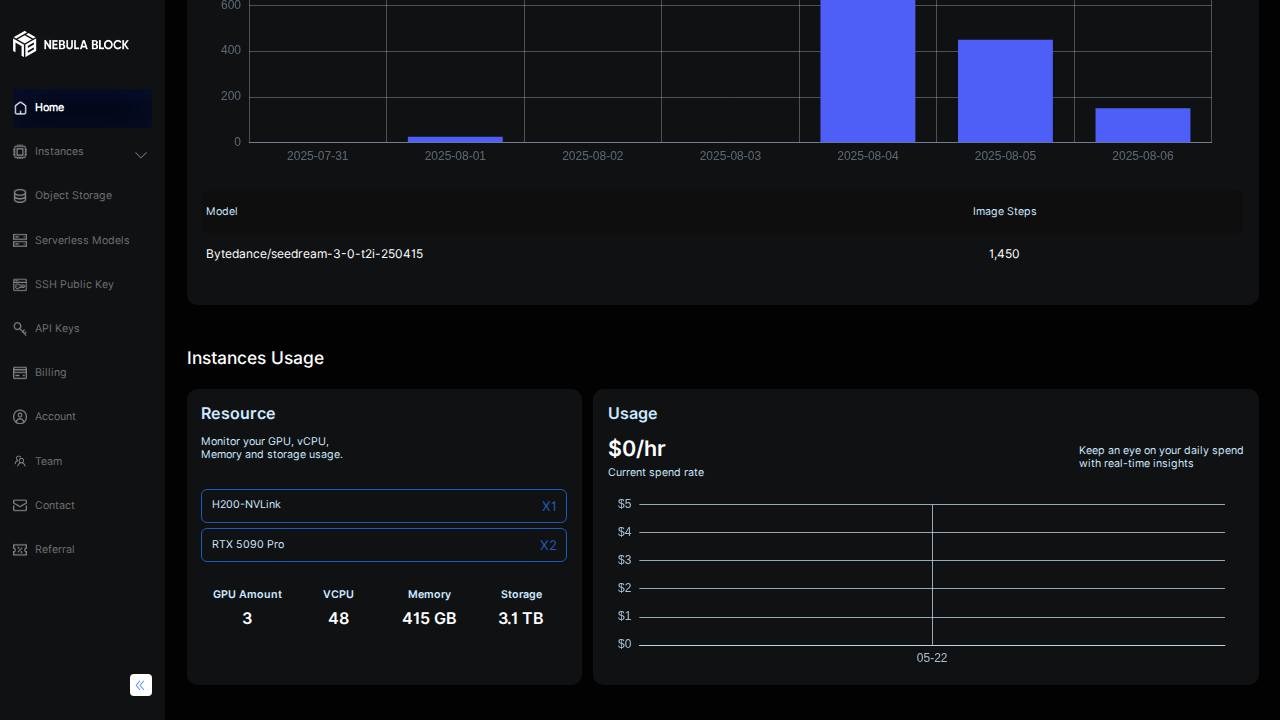 NEBULA BLOCK
Home
Instances
Object Storage
Serverless Models
SSH Public Key
API Keys
Billing
Account
Team
Contact
Referral
600
400
200
0
2025-07-31 2025-08-01 2025-08-02 2025-08-03 2025-08-04 2025-08-05 2025-08-06
Model Image Steps
Bytedance/seedream-3-0-t2i-250415 1,450
Instances Usage
Resource
Monitor your GPU, vCPU,
Memory and storage usage.
H200-NVLink X1
RTX 5090 Pro X2
GPU Amount VCPU Memory Storage
3 48 415 GB 3.1 TB
Usage
$0/hr
Current spend rate
Keep an eye on your daily spend
with real-time insights
$5
$4
$3
$2
$1
$0
05-22